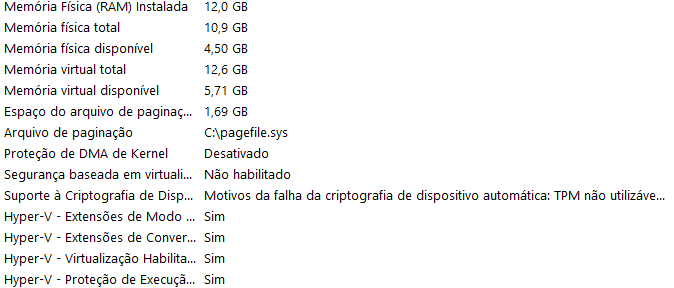 Memória Física (RAM) Instalada 12,0 GB
Memória física total 10,9 GB
Memória física disponível 4,50 GB
Memória virtual total 12,6 GB
Memória virtual disponível 5,71 GB
Espaço do arquivo de paginaç... 1,69 GB
Arquivo de paginação C:\pagefile.sys
Proteção de DMA de Kernel Desativado
Segurança baseada em virtuali... Não habilitado
Suporte à Criptografia de Disp... Motivos da falha da criptografia de dispositivo automática: TPM não utilizáve...
Hyper-V - Extensões de Modo ... Sim
Hyper-V - Extensões de Conver... Sim
Hyper-V - Virtualização Habilita... Sim
Hyper-V - Proteção de Execuçã... Sim